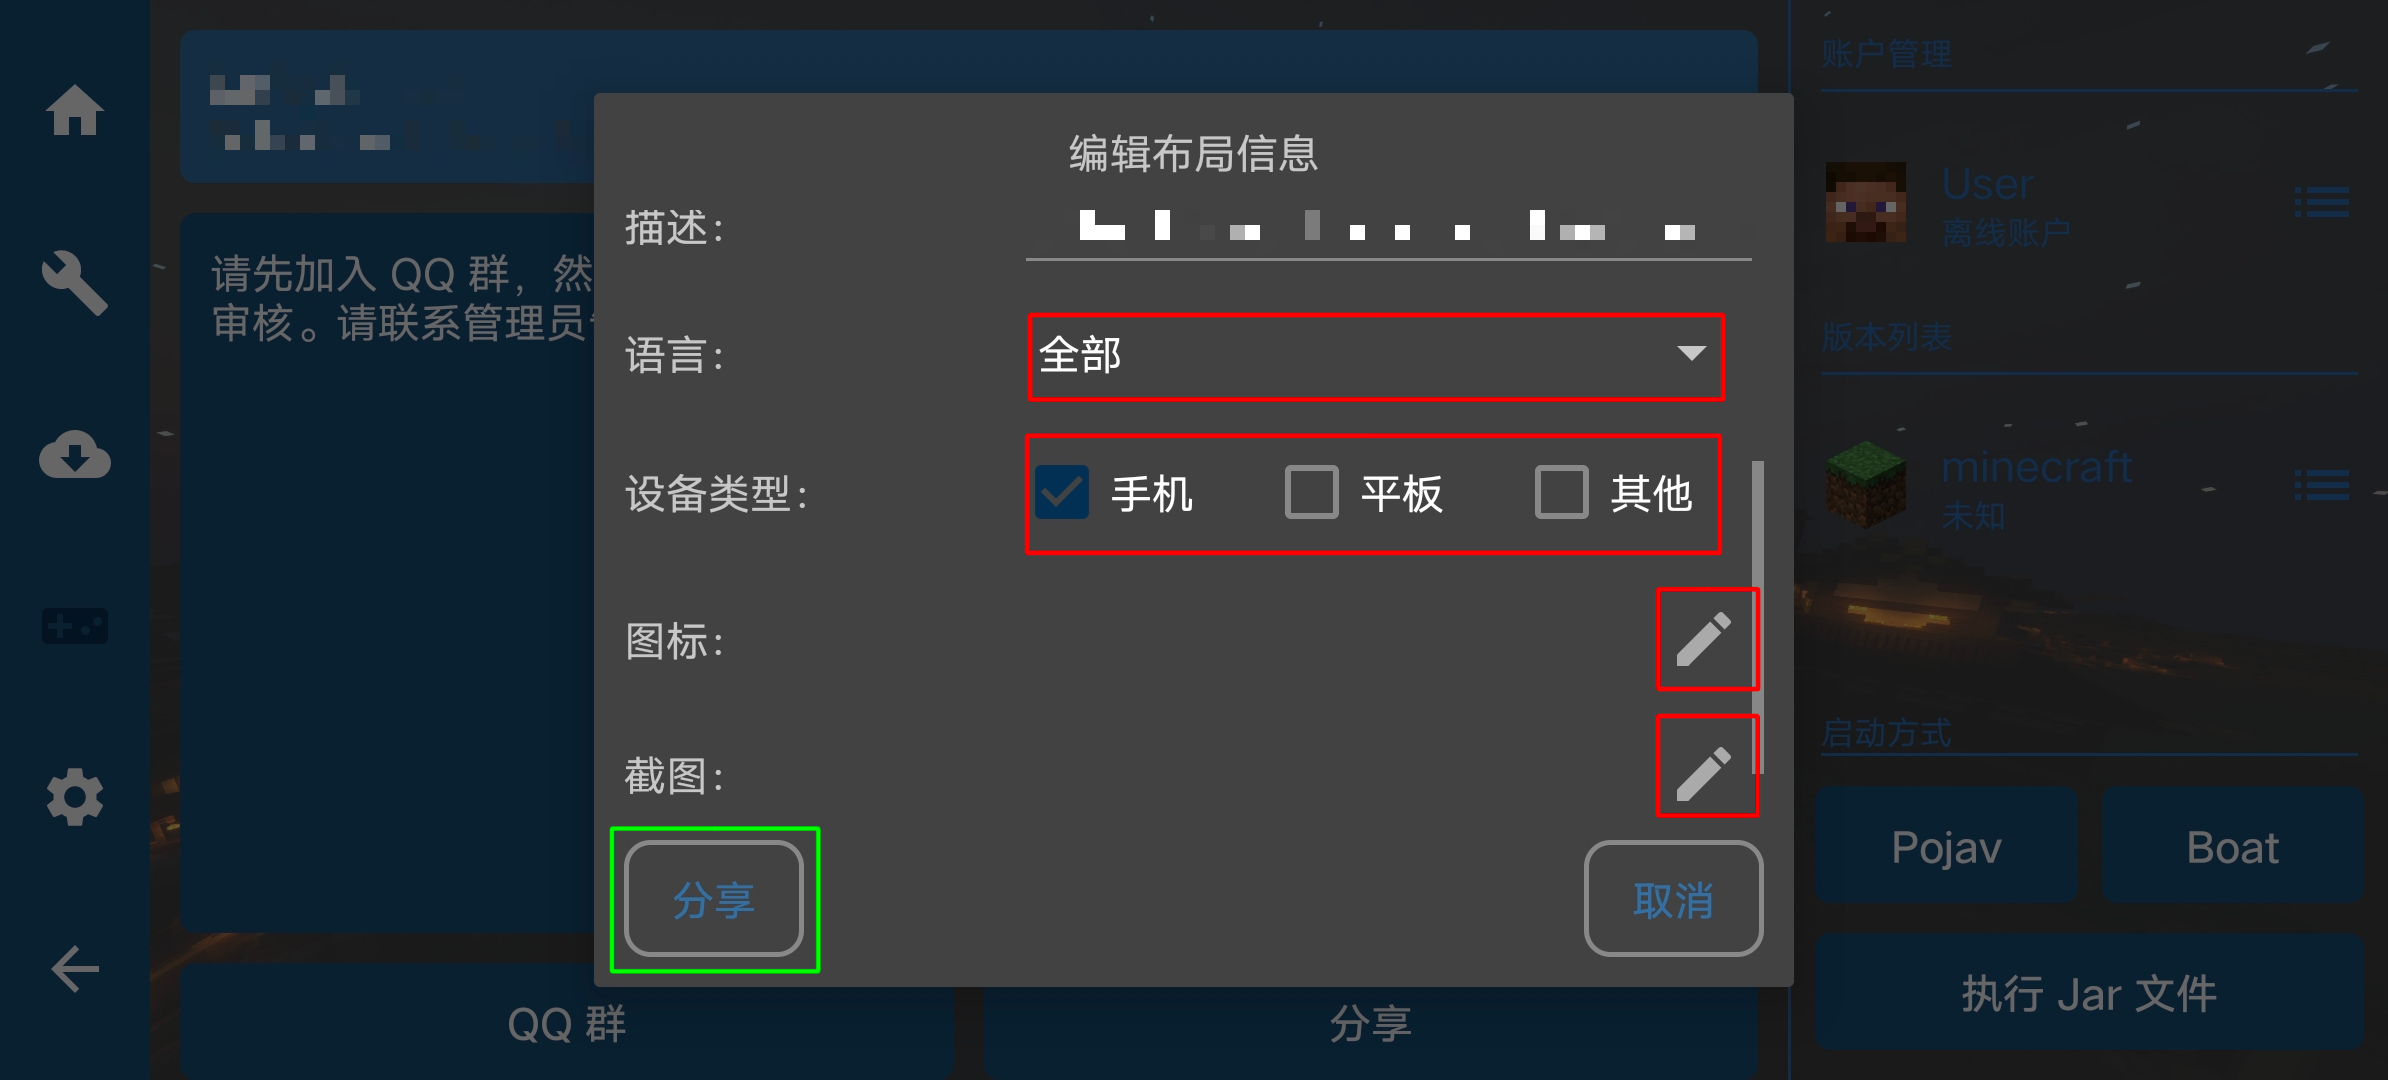 编辑布局信息
描述：
语言：
全部
设备类型：
手机
平板
其他
图标：
截图：
分享
取消
请先加入 QQ 群，然
审核。请联系管理员
QQ 群
分享
账户管理
User
离线账户
版本列表
minecraft
未知
启动方式
Pojav
Boat
执行 Jar 文件